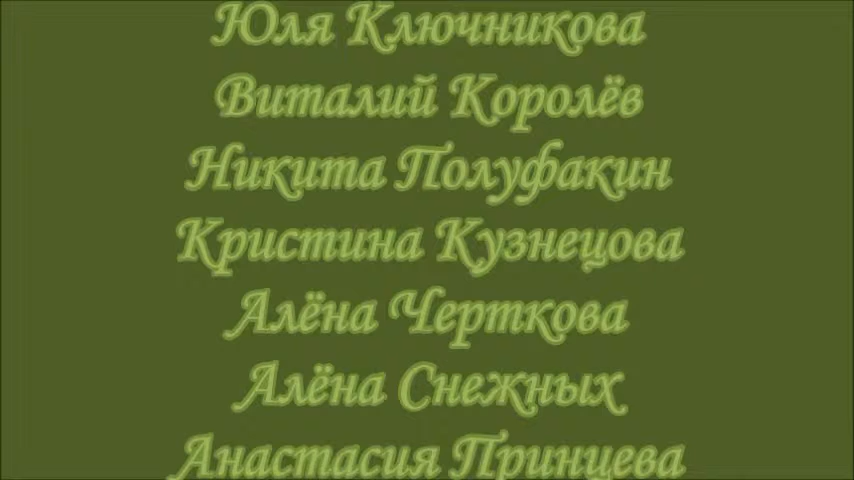 Юля Ключникова
Виталий Королёв
Никита Полуфакин
Кристина Кузнецова
Алёна Черткова
Алёна Снежных
Анастасия Принцева